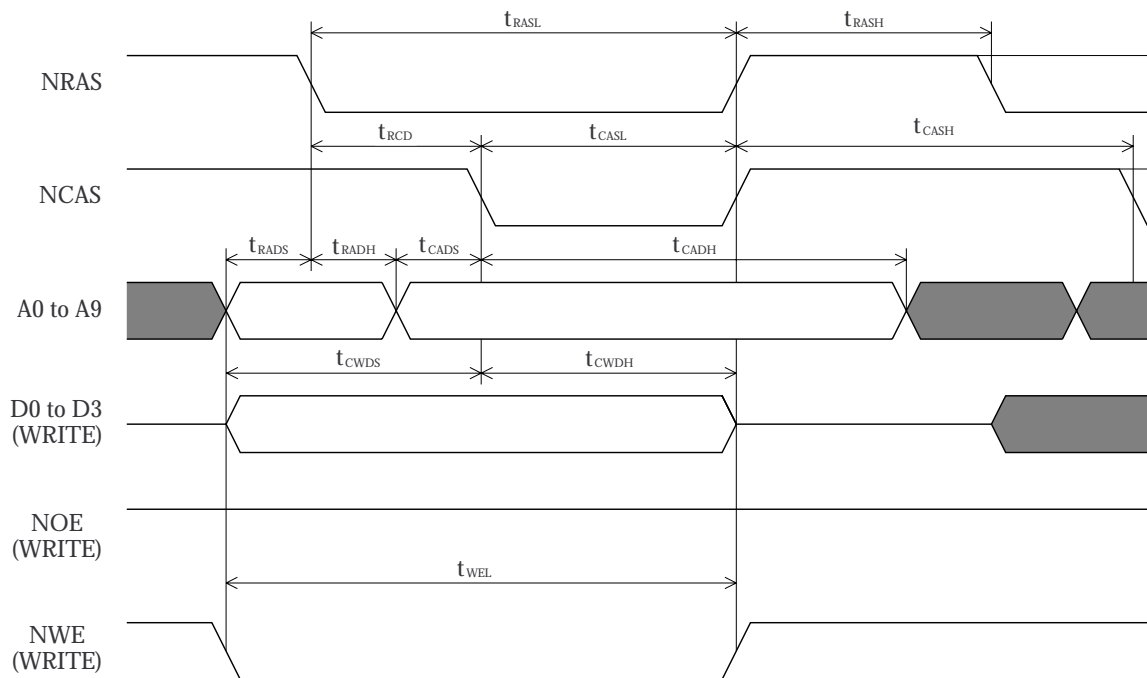 tRASL tRASH
NRAS
tRCD tCASL tCASH
NCAS
tRADS tRADH tCADS tCADH
A0 to A9
tCWDS tCWDH
D0 to D3
(WRITE)
NOE
(WRITE)
tWEL
NWE
(WRITE)